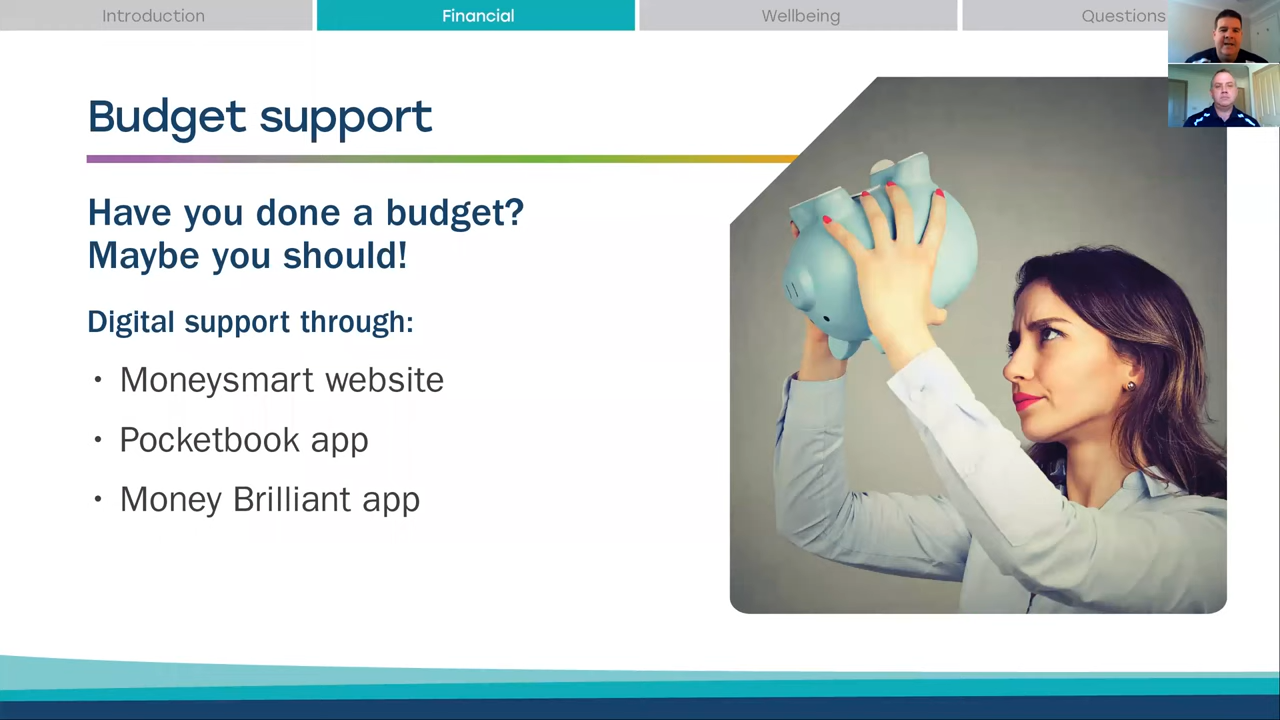 Introduction
Financial
Wellbeing
Questions
Budget support
Have you done a budget?
Maybe you should!
Digital support through:
• Moneysmart website
• Pocketbook app
• Money Brilliant app